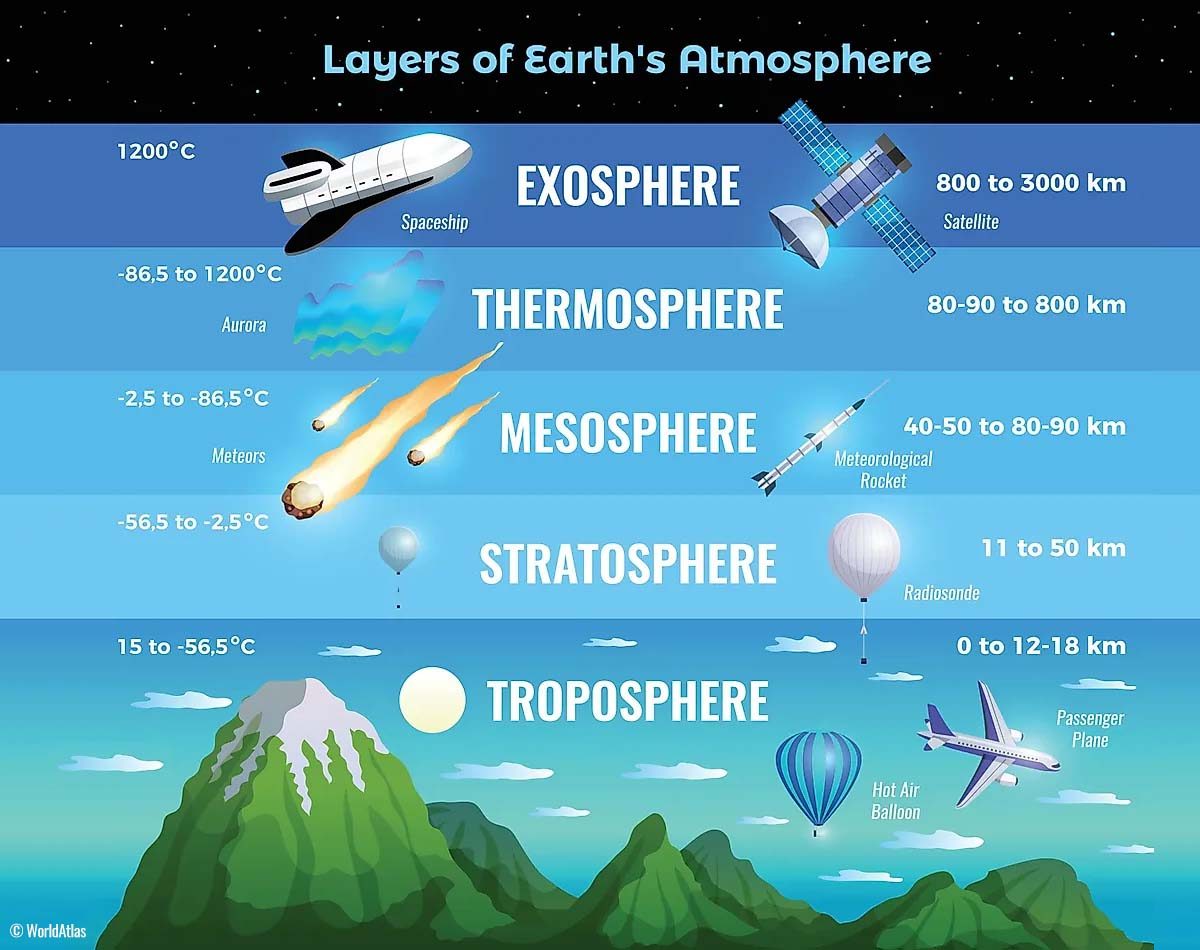 Layers of Earth's Atmosphere
1200°C
EXOSPHERE
800 to 3000 km
Spaceship
Satellite
-86,5 to 1200°C
THERMOSPHERE
80-90 to 800 km
Aurora
-2,5 to -86,5°C
MESOSPHERE
40-50 to 80-90 km
Meteors
Meteorological
Rocket
-56,5 to -2,5°C
STRATOSPHERE
11 to 50 km
Radiosonde
15 to -56,5°C
0 to 12-18 km
TROPOSPHERE
Passenger
Plane
Hot Air
Balloon
© WorldAtlas